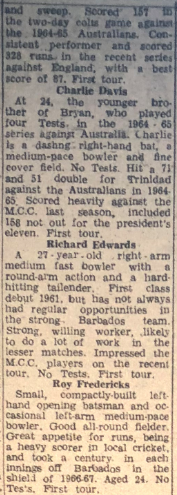 and sweep. Scored 157 to
the two-day colts game against
the 1964-65 Australians. Con-
sistent performer and scored
328 runs in the recent series
against England, with a best
score of 87. First tour.
Charlie Davis
At 24, the younger bro-
ther of Bryan, who played
four Tests, in the 1964 65
series against Australia. Charlie
is a dashing right-hand bat, a
medium-pace bowler and fine
cover field. No Tests. Hit a 71
and 51 double for Trinidad
against the Australians in 1964-
65. Scored heavily against the
M.C.C. last season, included
158 not out for the president's
eleven. First tour.
Richard Edwards
A 27-year-old right-arm
medium fast bowler with
round-arm action and a hard-
hitting tailender. First class
debut 1961, but has not always
had regular opportunities in
the strong Barbados team.
Strong, willing worker, likely
to do a lot of work in the
lesser matches. Impressed the
M.C.C. players on the recent
tour. No Tests. First tour.
Roy Fredericks
Small, compactly-built left-
hand opening batsman and oc-
casional left-arm medium-pace
bowler. Good all-round fielder.
Great appetite for runs, being
a heavy scorer in local cricket,
and took a century in each
innings off Barbados in the
shield of 1966-67. Aged 24. No
Tes's. First tour.